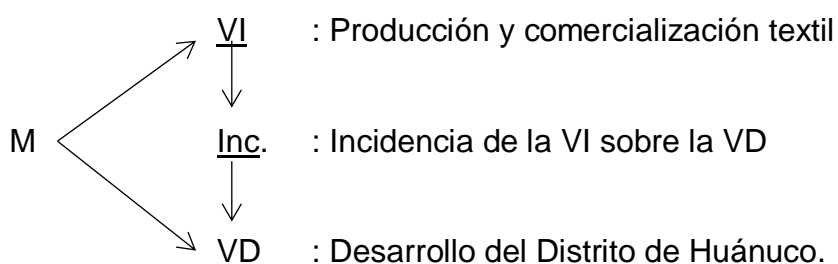 VI : Producción y comercialización textil
M Inc. : Incidencia de la VI sobre la VD
VD : Desarrollo del Distrito de Huánuco.